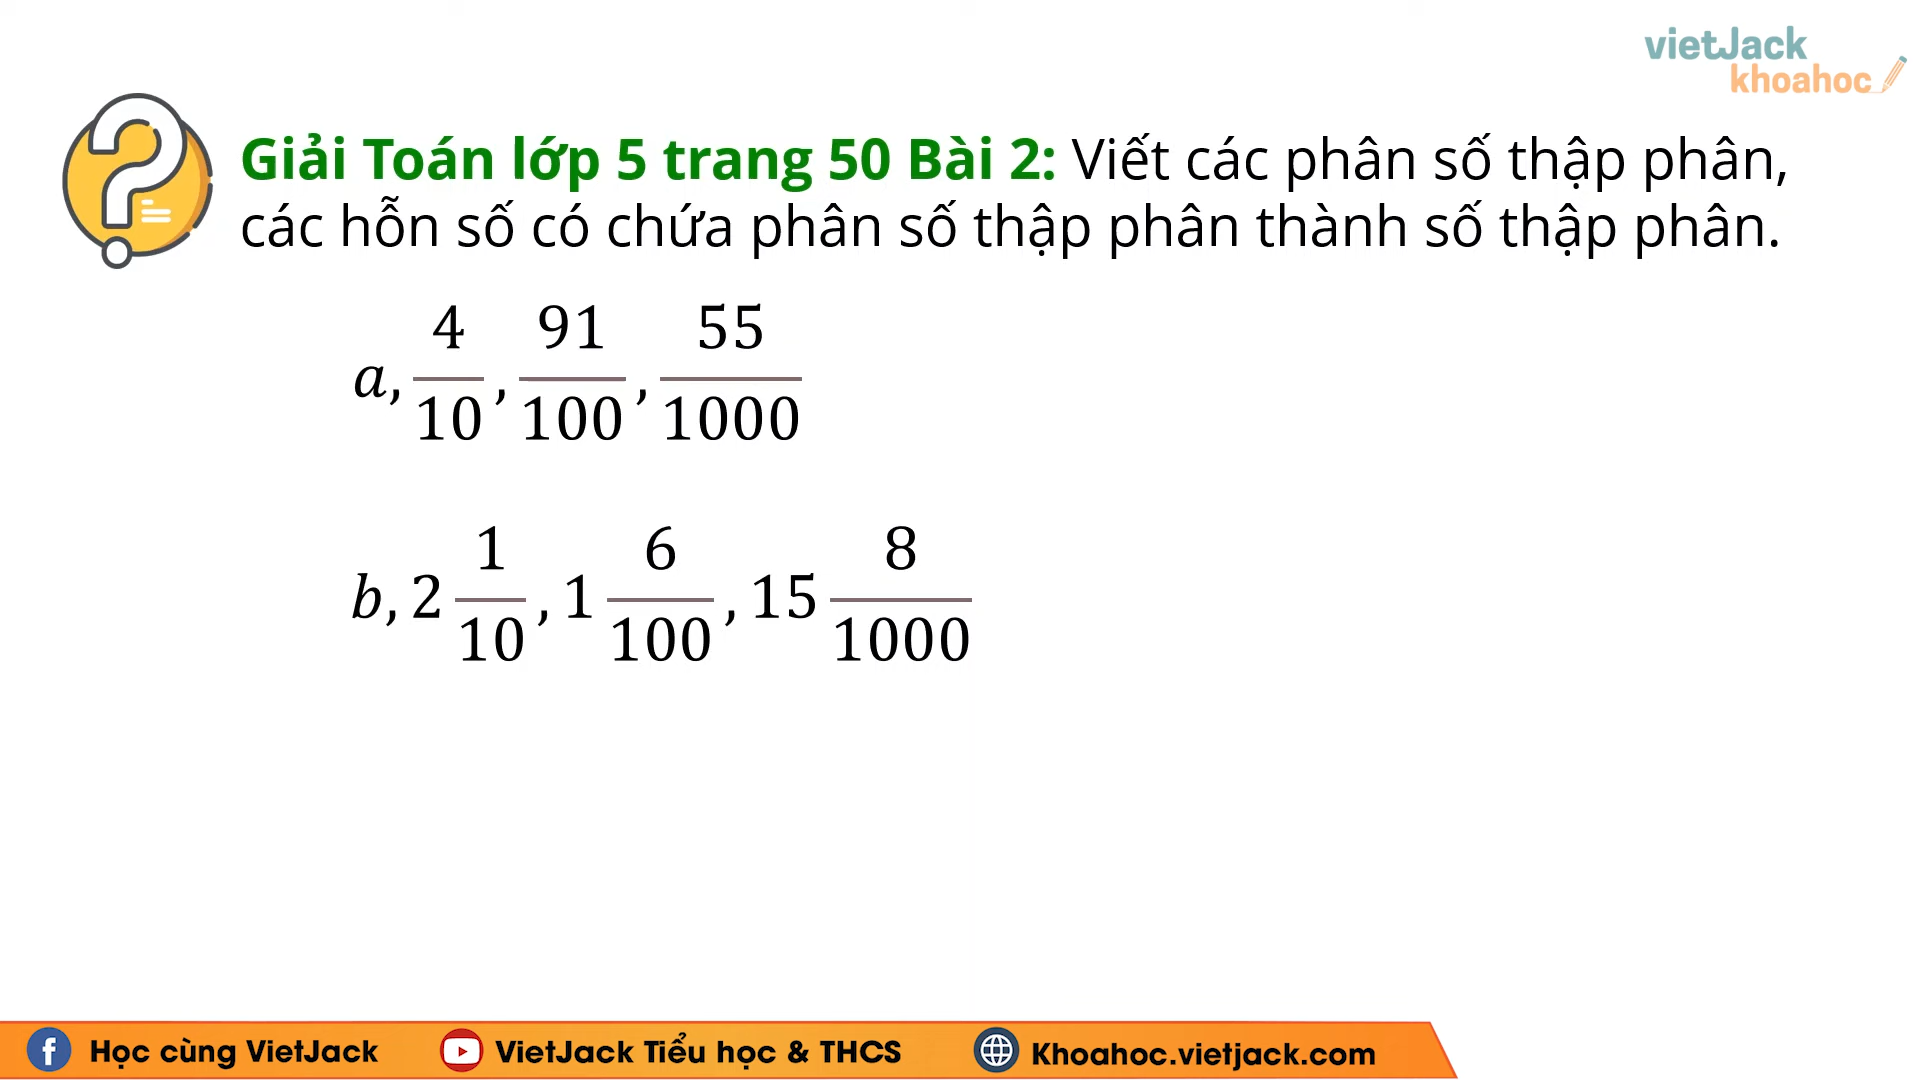 vietJack
khoahoc
Giải Toán lớp 5 trang 50 Bài 2: Viết các phân số thập phân,
các hỗn số có chứa phân số thập phân thành số thập phân.
a, 4/10, 91/100, 55/1000
b, 2 1/10, 1 6/100, 15 8/1000
Học cùng VietJack VietJack Tiểu học & THCS Khoahoc.vietjack.com